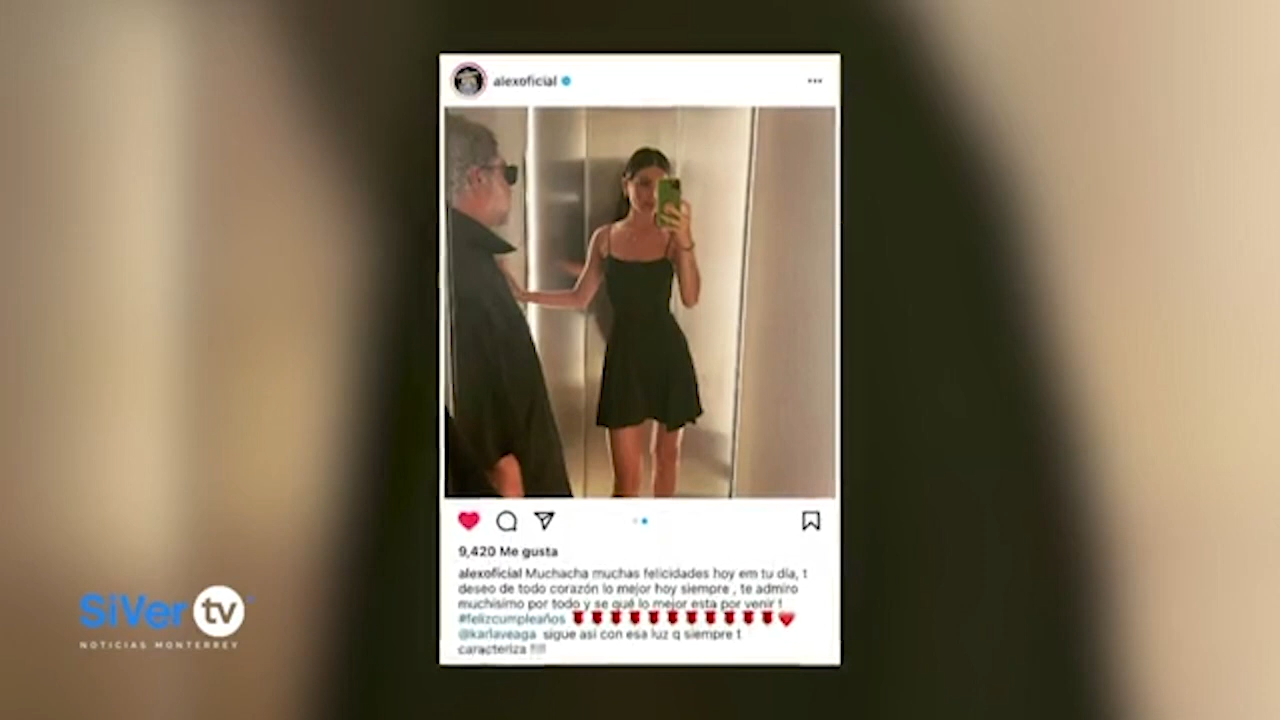 alexoficial
9,420 Me gusta
alexoficial Muchacha muchas felicidades hoy em tu día, t
deseo de todo corazón lo mejor hoy siempre , te admiro
muchisimo por todo y se qué lo mejor esta por venir !
#felizcumpleaños
@karlaveaga sigue asi con esa luz q siempre t
caracteriza !!!!
SiVer tv
NOTICIAS MONTERREY